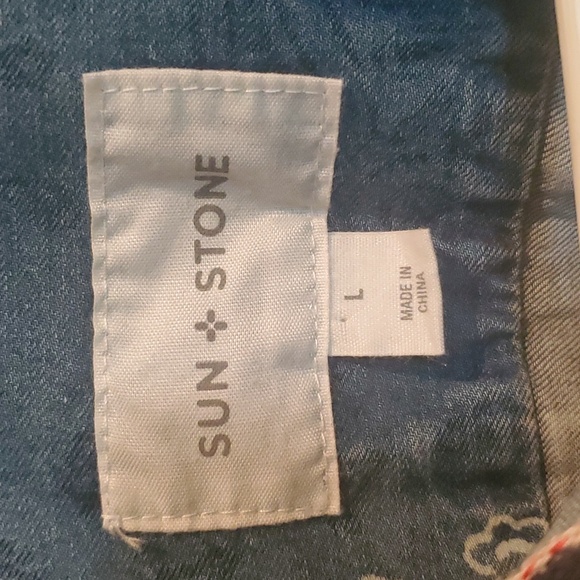 SUN + STONE
L
MADE IN
CHINA